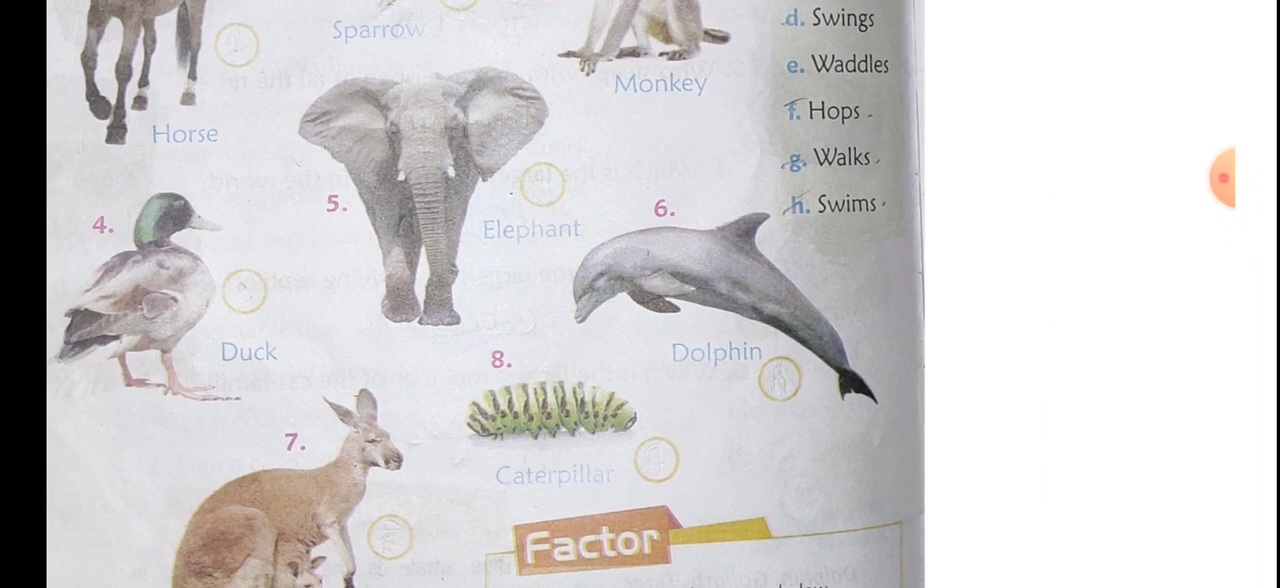 d. Swings
Sparrow
e. Waddles
Monkey
f. Hops
Horse
g. Walks
5.
6.
h. Swims
4.
Elephant
Duck
8.
Dolphin
7.
Caterpillar
Factor